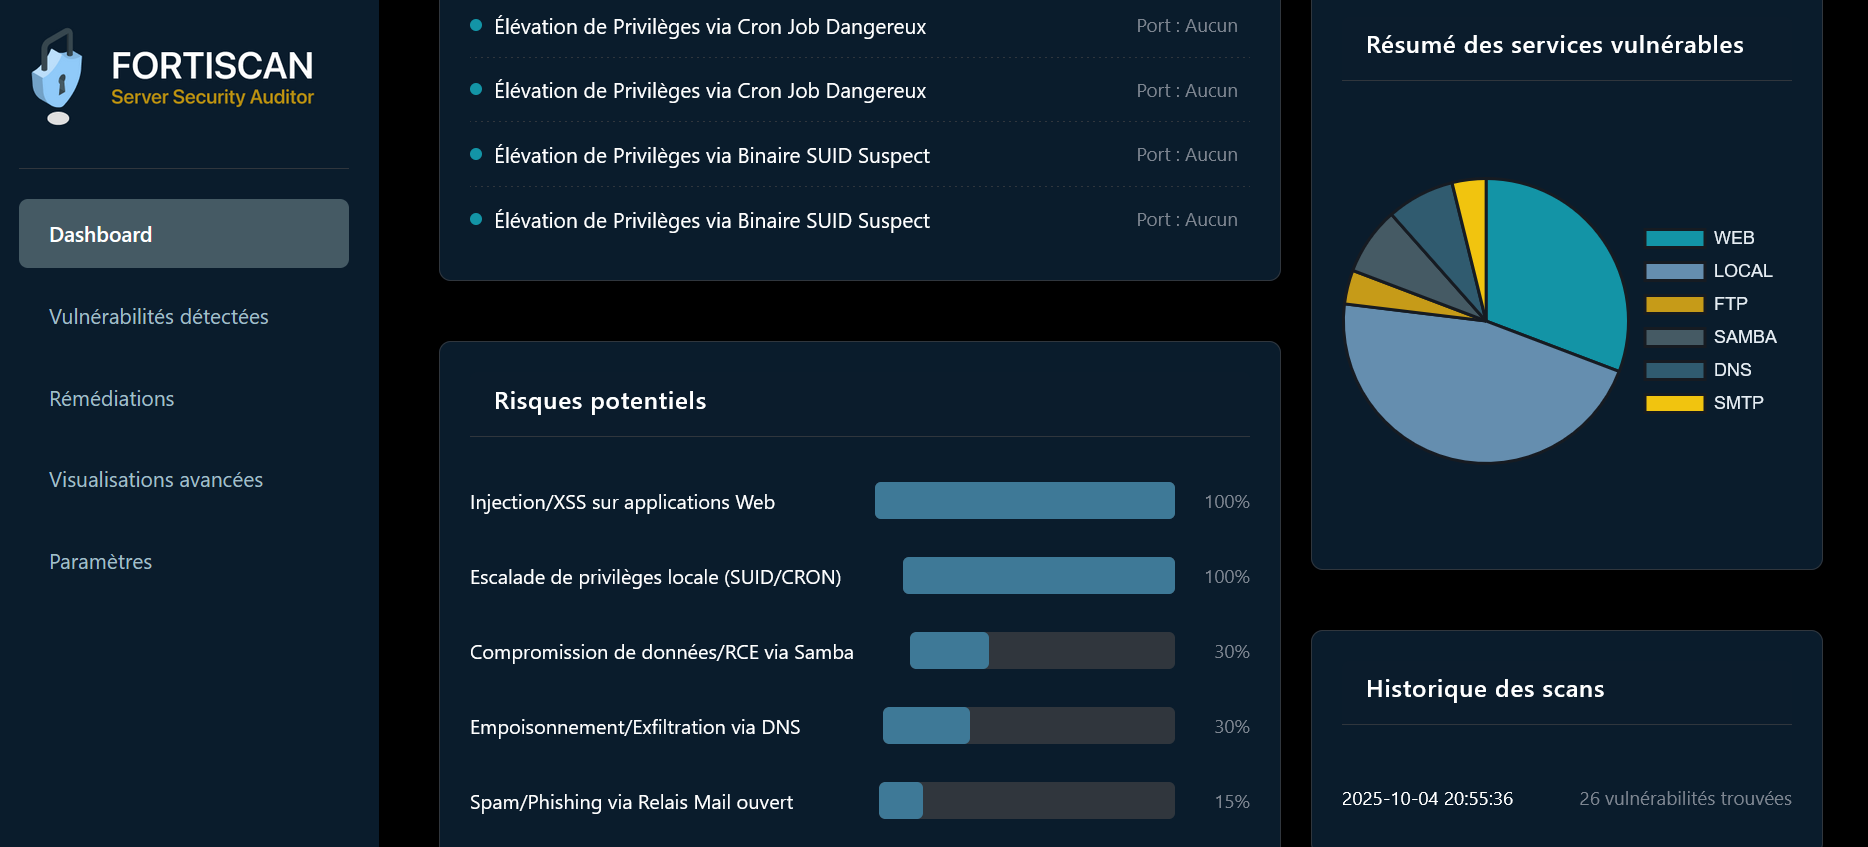 FORTISCAN
Server Security Auditor
Dashboard
Vulnérabilités détectées
Rémédiations
Visualisations avancées
Paramètres
Élévation de Privilèges via Cron Job Dangereux Port : Aucun
Élévation de Privilèges via Cron Job Dangereux Port : Aucun
Élévation de Privilèges via Binaire SUID Suspect Port : Aucun
Élévation de Privilèges via Binaire SUID Suspect Port : Aucun
Risques potentiels
Injection/XSS sur applications Web 100%
Escalade de privilèges locale (SUID/CRON) 100%
Compromission de données/RCE via Samba 30%
Empoisonnement/Exfiltration via DNS 30%
Spam/Phishing via Relais Mail ouvert 15%
Résumé des services vulnérables
WEB
LOCAL
FTP
SAMBA
DNS
SMTP
Historique des scans
2025-10-04 20:55:36 26 vulnérabilités trouvées